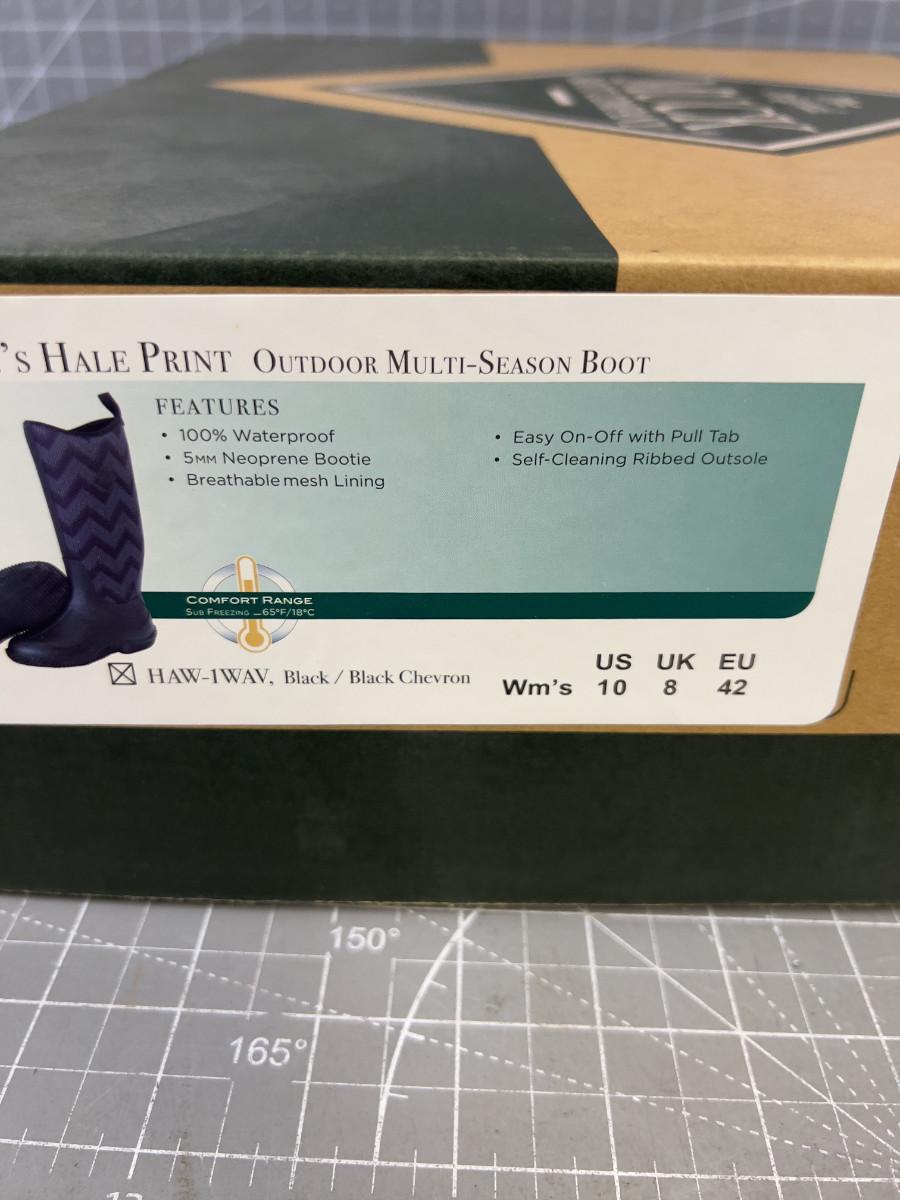 's Hale Print Outdoor Multi-Season Boot
FEATURES
• 100% Waterproof
• 5mm Neoprene Bootie
• Breathable mesh Lining
• Easy On-Off with Pull Tab
• Self-Cleaning Ribbed Outsole
Comfort Range
Sub Freezing – 65°F/18°C
HAW-1WAV, Black / Black Chevron
US UK EU
Wm's 10 8 42
150°
165°